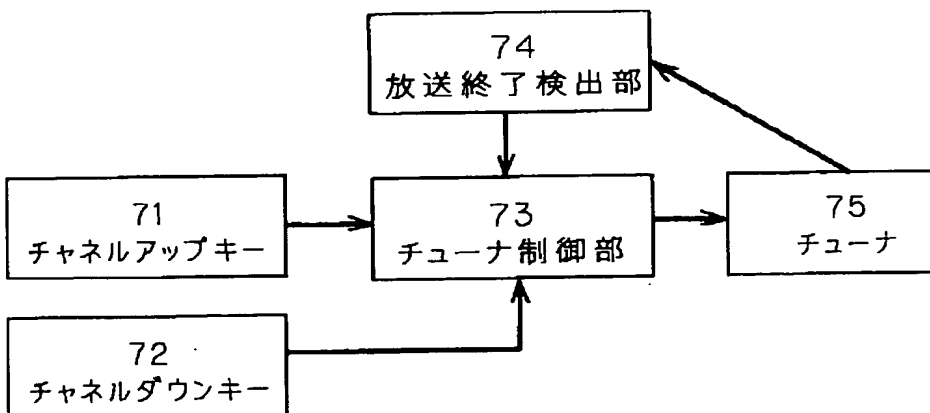 74
放送終了検出部
71
チャネルアップキー
73
チューナ制御部
75
チューナ
72
チャネルダウンキー